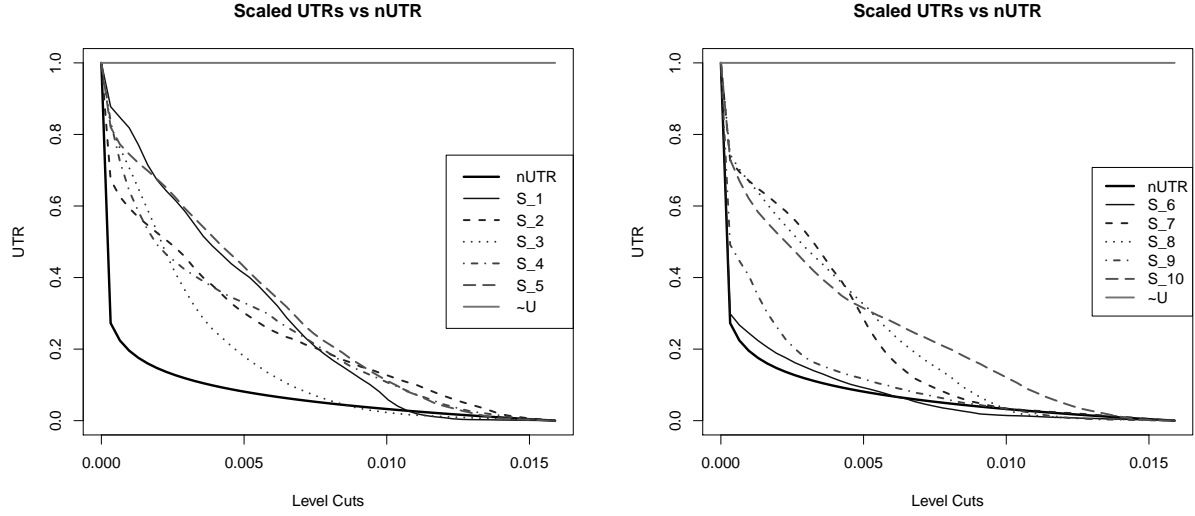 Scaled UTRs vs nUTR
UTR
1.0
0.8
0.6
0.4
0.2
0.0
nUTR
S_1
S_2
S_3
S_4
S_5
~U
0.000 0.005 0.010 0.015
Level Cuts
Scaled UTRs vs nUTR
UTR
1.0
0.8
0.6
0.4
0.2
0.0
nUTR
S_6
S_7
S_8
S_9
S_10
~U
0.000 0.005 0.010 0.015
Level Cuts